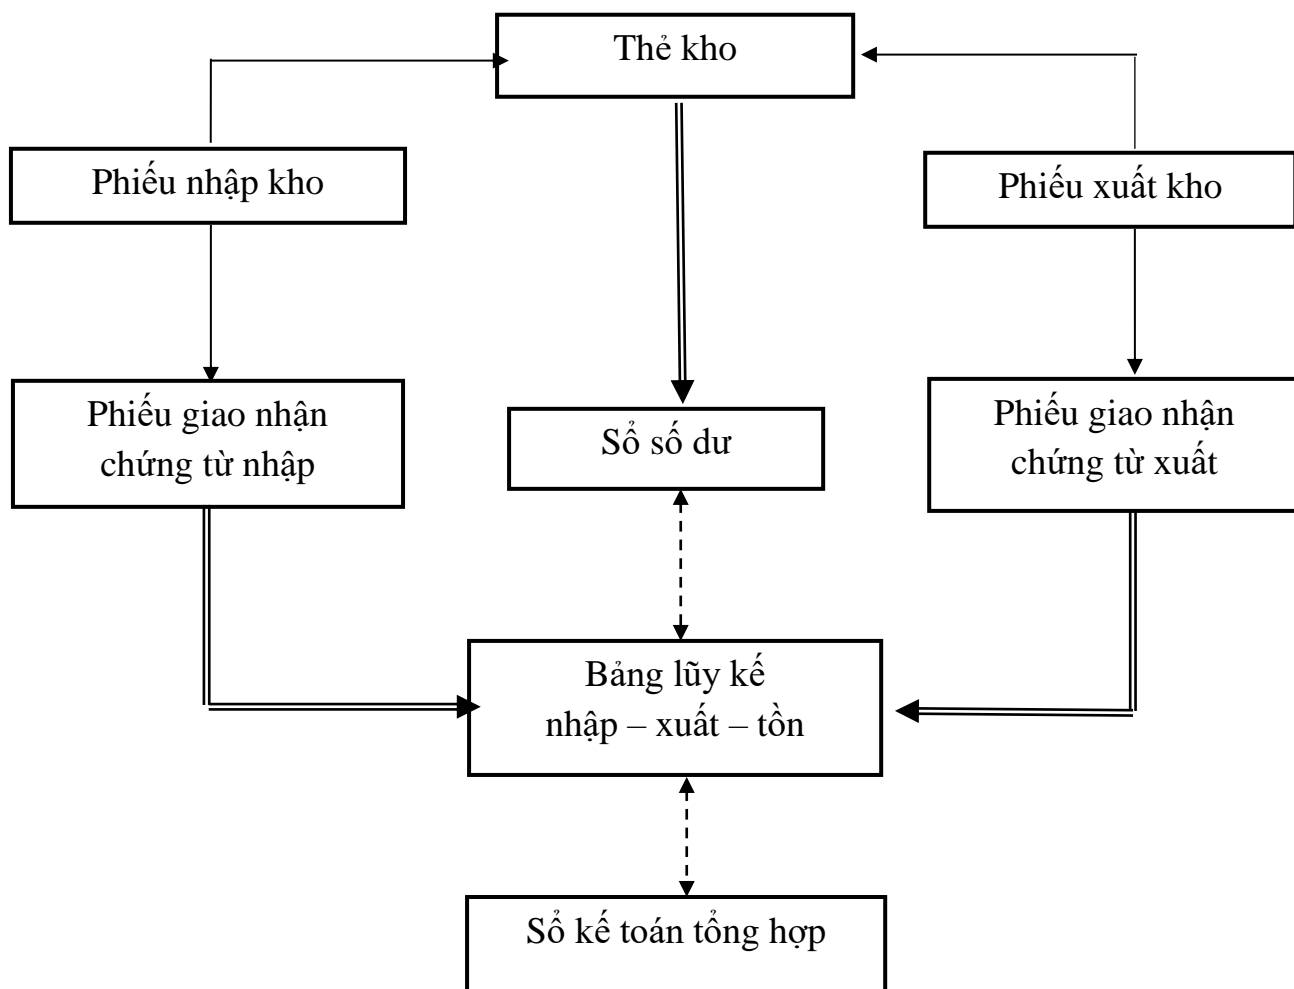 Thẻ kho
Phiếu nhập kho
Phiếu xuất kho
Phiếu giao nhận
chứng từ nhập
Sổ số dư
Phiếu giao nhận
chứng từ xuất
Bảng lũy kế
nhập – xuất – tồn
Sổ kế toán tổng hợp